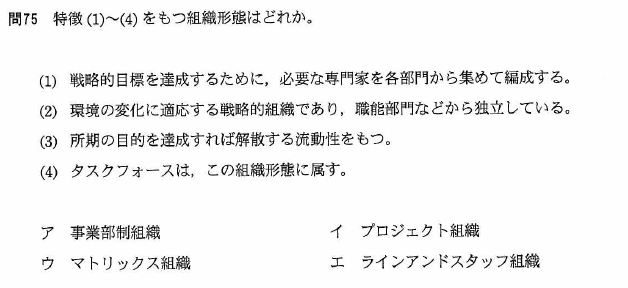 問75 特徴(1)～(4)をもつ組織形態はどれか。
(1) 戦略的目標を達成するために，必要な専門家を各部門から集めて編成する。
(2) 環境の変化に適応する戦略的組織であり，職能部門などから独立している。
(3) 所期の目的を達成すれば解散する流動性をもつ。
(4) タスクフォースは，この組織形態に属す。
ア 事業部制組織 イ プロジェクト組織
ウ マトリックス組織 エ ラインアンドスタッフ組織